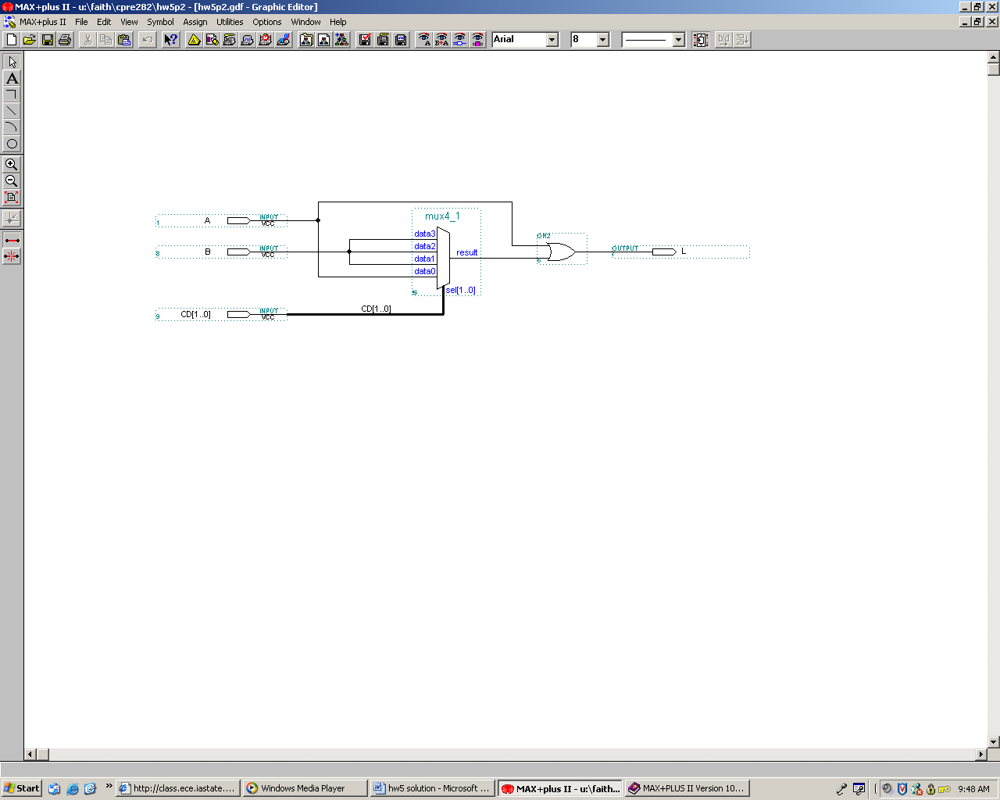 MAX+plus II - u:\faith\cpre282\hw5p2 - [hw5p2.gdf - Graphic Editor]
MAX+plus II File Edit View Symbol Assign Utilities Options Window Help
Arial 8
mux4_1
A INPUT VCC
1
data3
data2
data1
data0
result
sel[1..0]
5
B INPUT VCC
8
OR2
6
OUTPUT L
7
CD[1..0] INPUT VCC
9
CD[1..0]
Start » http://class.ece.iastate.... Windows Media Player hw5 solution - Microsoft ... MAX+plus II - u:\faith... MAX+PLUS II Version 10... 9:48 AM